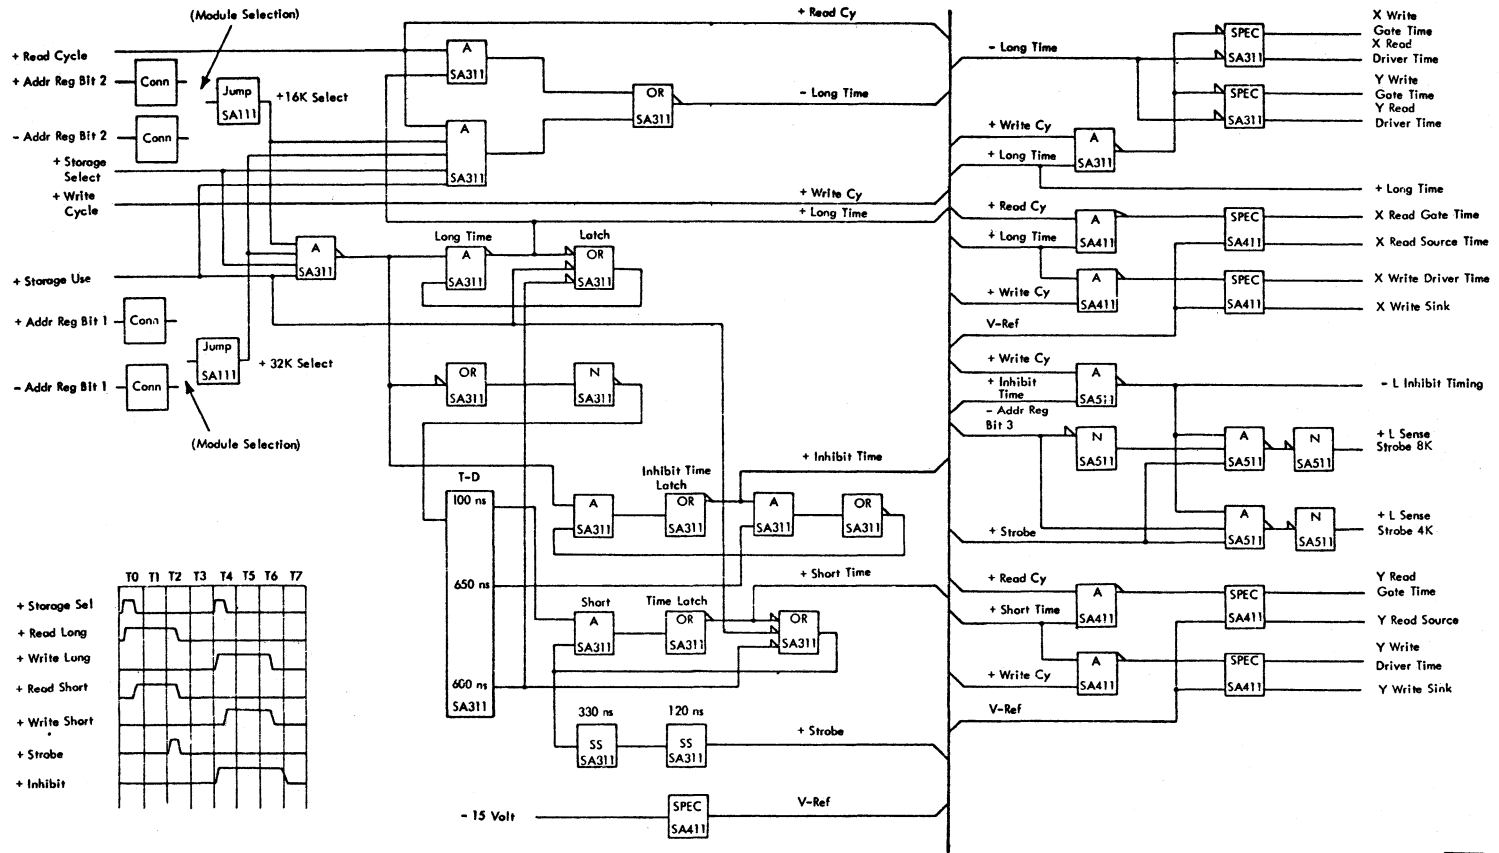 (Module Selection)
+ Read Cycle
+ Addr Reg Bit 2
Conn
Jump
SA111
+16K Select
- Addr Reg Bit 2
Conn
+ Storage
Select
+ Write
Cycle
A
SA311
A
SA311
OR
SA311
+ Read Cy
- Long Time
+ Write Cy
+ Long Time
+ Storage Use
A
SA311
Long Time
A
SA311
Latch
OR
SA311
+ Addr Reg Bit 1
Conn
Jump
SA111
+ 32K Select
- Addr Reg Bit 1
Conn
(Module Selection)
OR
SA311
N
SA311
T-D
100 ns
650 ns
600 ns
SA311
A
SA311
Inhibit Time
Latch
OR
SA311
+ Inhibit Time
A
SA311
OR
SA311
Short
A
SA311
Time Latch
OR
SA311
+ Short Time
OR
SA311
330 ns
SS
SA311
120 ns
SS
SA311
+ Strobe
- 15 Volt
SPEC
SA411
V-Ref
T0 T1 T2 T3 T4 T5 T6 T7
+ Storage Sel
+ Read Long
+ Write Lung
+ Read Short
+ Write Short
+ Strobe
+ Inhibit
- Long Time
SPEC
SA311
X Write
Gate Time
X Read
Driver Time
SPEC
SA311
Y Write
Gate Time
Y Read
Driver Time
+ Write Cy
+ Long Time
A
SA311
+ Long Time
+ Read Cy
+ Long Time
A
SA411
SPEC
SA411
X Read Gate Time
X Read Source Time
+ Write Cy
A
SA411
SPEC
SA411
X Write Driver Time
X Write Sink
V-Ref
+ Write Cy
+ Inhibit
Time
A
SA511
- L Inhibit Timing
- Addr Reg
Bit 3
N
SA511
A
SA511
N
SA511
+ L Sense
Strobe 8K
+ Strobe
A
SA511
N
SA511
+ L Sense
Strobe 4K
+ Read Cy
+ Short Time
A
SA411
SPEC
SA411
Y Read
Gate Time
Y Read Source
+ Write Cy
A
SA411
SPEC
SA411
Y Write
Driver Time
Y Write Sink
V-Ref